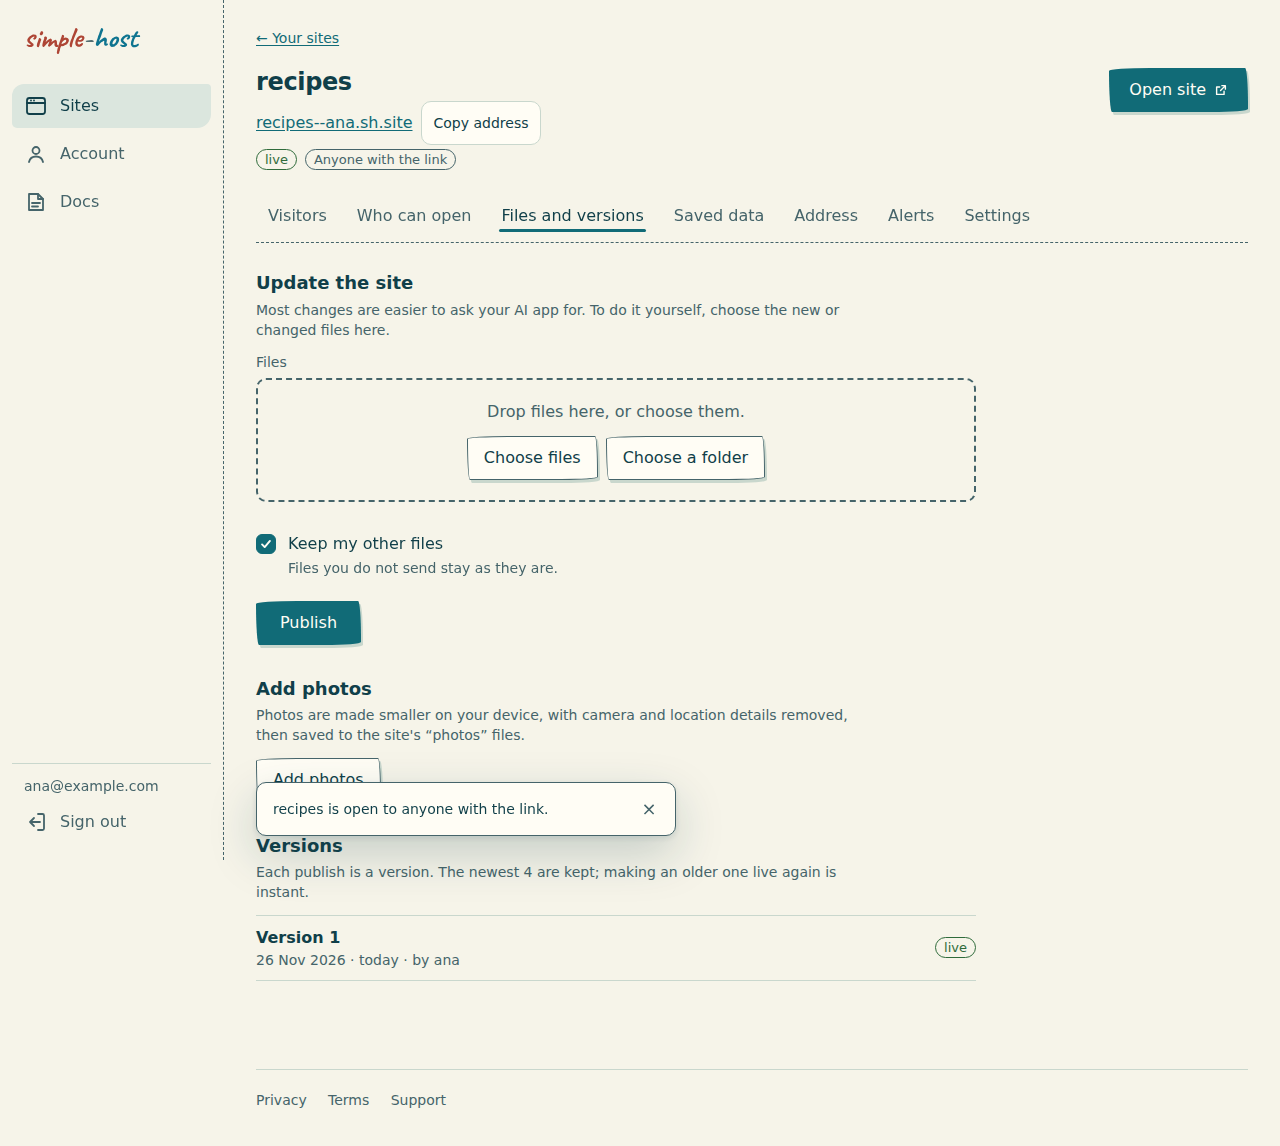 simple-host
Sites
Account
Docs
ana@example.com
Sign out
← Your sites
recipes
recipes--ana.sh.site
Copy address
live
Anyone with the link
Open site
Visitors
Who can open
Files and versions
Saved data
Address
Alerts
Settings
Update the site
Most changes are easier to ask your AI app for. To do it yourself, choose the new or
changed files here.
Files
Drop files here, or choose them.
Choose files
Choose a folder
Keep my other files
Files you do not send stay as they are.
Publish
Add photos
Photos are made smaller on your device, with camera and location details removed,
then saved to the site's “photos” files.
Add photos
recipes is open to anyone with the link.
Versions
Each publish is a version. The newest 4 are kept; making an older one live again is
instant.
Version 1
26 Nov 2026 · today · by ana
live
Privacy
Terms
Support